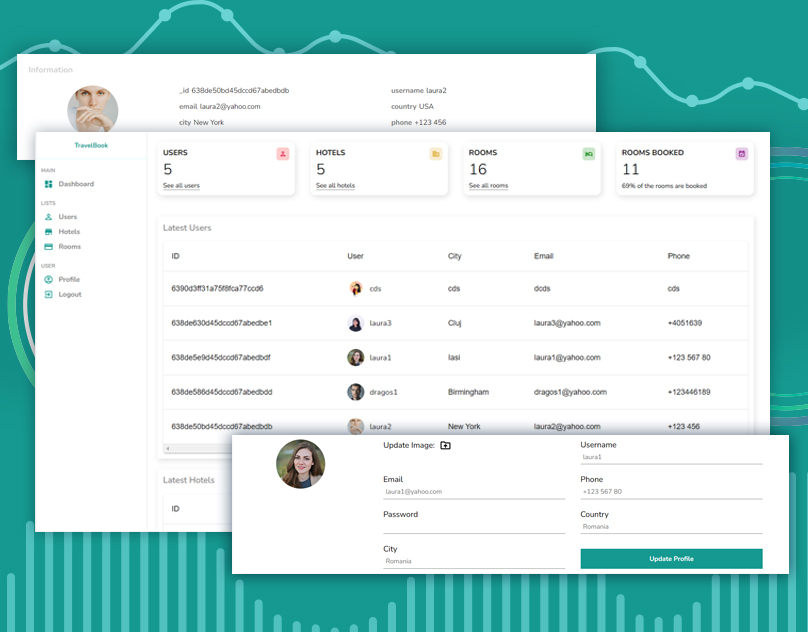 Information
_id 638de50bd45dccd67abedbdb
username laura2
email laura2@yahoo.com
country USA
city New York
phone +123 456
TravelBook
MAIN
Dashboard
LISTS
Users
Hotels
Rooms
USER
Profile
Logout
USERS
5
See all users
HOTELS
5
See all hotels
ROOMS
16
See all rooms
ROOMS BOOKED
11
69% of the rooms are booked
Latest Users
ID User City Email Phone
6390d3ff31a75f8fca77ccd6 cds cds dcds cds
638de630d45dccd67abedbe1 laura3 Cluj laura3@yahoo.com +4051639
638de5e9d45dccd67abedbdf laura1 Iasi laura1@yahoo.com +123 567 80
638de586d45dccd67abedbdd dragos1 Birmingham dragos1@yahoo.com +123446189
638de50bd45dccd67abedbdb laura2 New York laura2@yahoo.com +123 456
Latest Hotels
ID
Update Image:
Username
laura1
Email
laura1@yahoo.com
Phone
+123 567 80
Password
Country
Romania
City
Romania
Update Profile